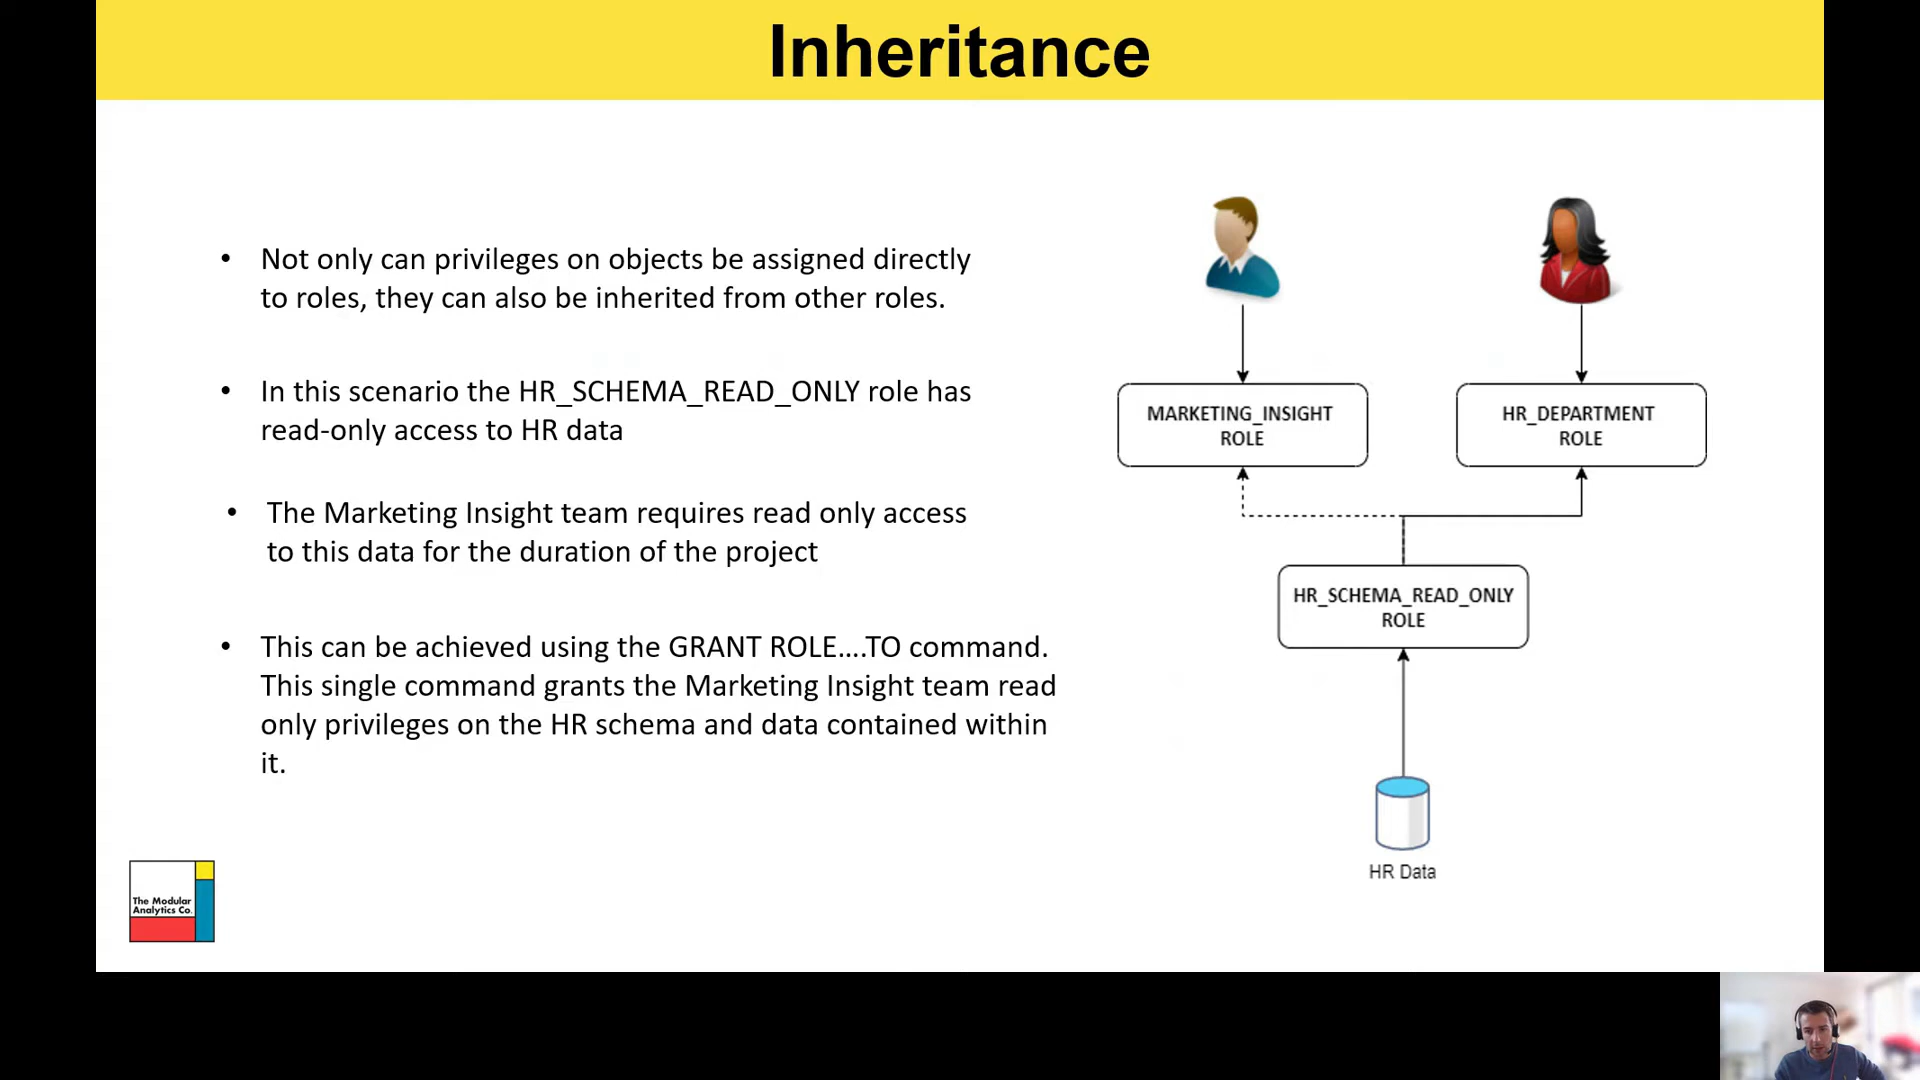 Inheritance
• Not only can privileges on objects be assigned directly
to roles, they can also be inherited from other roles.
• In this scenario the HR_SCHEMA_READ_ONLY role has
read-only access to HR data
• The Marketing Insight team requires read only access
to this data for the duration of the project
• This can be achieved using the GRANT ROLE….TO command.
This single command grants the Marketing Insight team read
only privileges on the HR schema and data contained within
it.
MARKETING_INSIGHT
ROLE
HR_DEPARTMENT
ROLE
HR_SCHEMA_READ_ONLY
ROLE
HR Data
The Modular
Analytics Co.